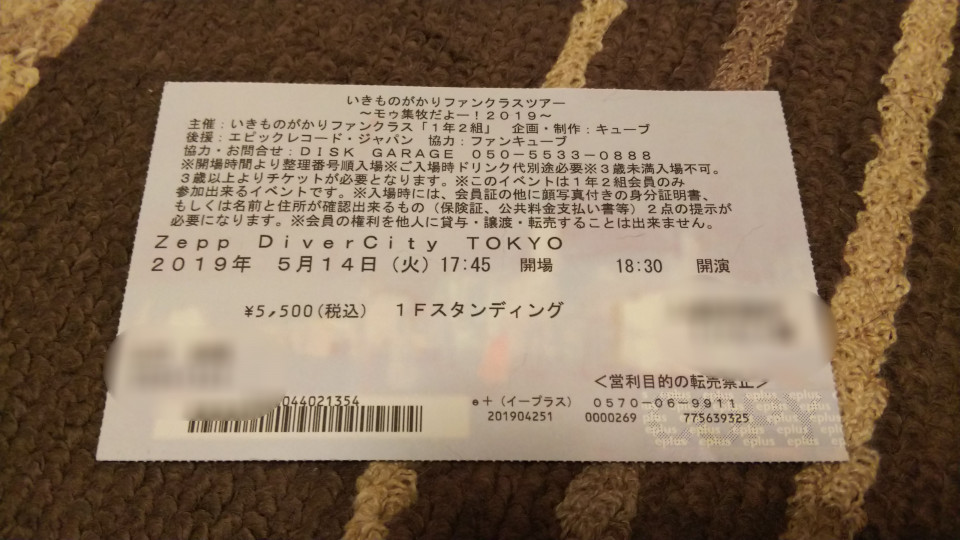 いきものがかりファンクラスツアー
～モゥ集牧だよー！2019～
主催：いきものがかりファンクラス「1年2組」 企画・制作：キューブ
後援：エピックレコード・ジャパン 協力：ファンキューブ
協力・お問合せ：DISK GARAGE 050-5533-0888
※開場時間より整理番号順入場※ご入場時ドリンク代別途必要※3歳未満入場不可。
3歳以上よりチケットが必要となります。※このイベントは1年2組会員のみ
参加出来るイベントです。※入場時には、会員証の他に顔写真付きの身分証明書、
もしくは名前と住所が確認出来るもの（保険証、公共料金支払い書等）2点の提示が
必要になります。※会員の権利を他人に貸与・譲渡・転売することは出来ません。
Zepp DiverCity TOKYO
2019年 5月14日（火）17:45 開場 18:30 開演
¥5,500(税込) 1Fスタンディング
＜営利目的の転売禁止＞
044021354 e＋（イープラス） 0570-06-9911
201904251 0000269 775639325
eplus eplus eplus eplus
eplus eplus eplus eplus
eplus eplus eplus eplus